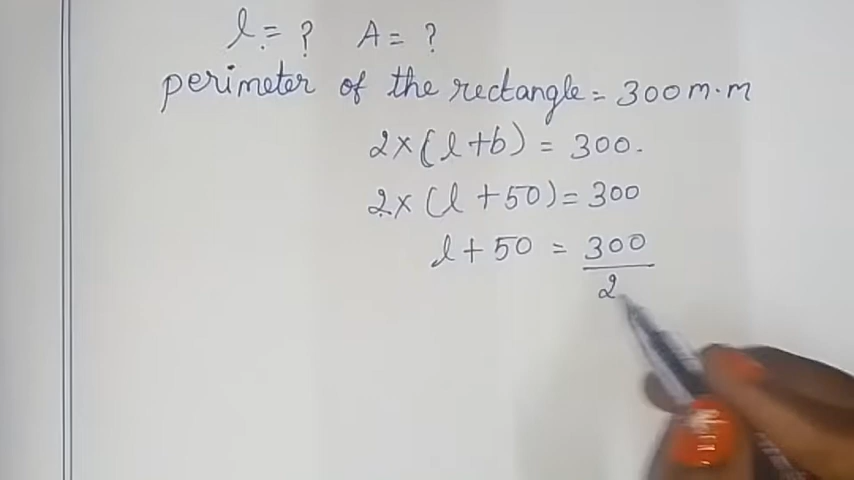 l = ? A = ?
perimeter of the rectangle = 300 m.m
2×(l+b) = 300.
2×(l+50) = 300
l+50 = 300/2